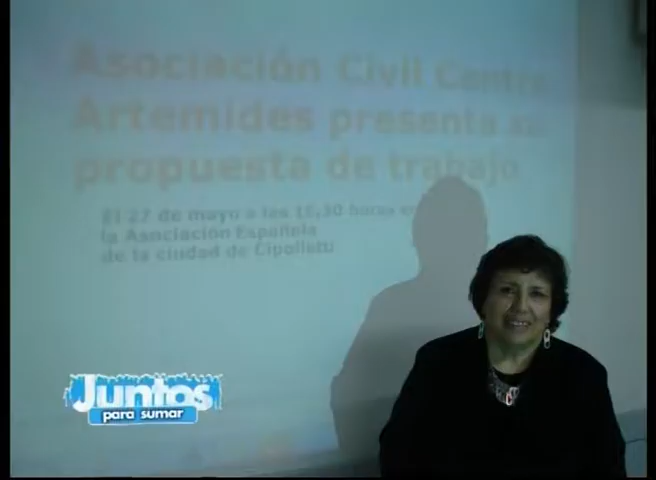 Asociación Civil Centro
Artemides presenta su
propuesta de trabajo
El 27 de mayo a las 16,30 horas en
la Asociación Española
de la ciudad de Cipolletti
Juntos
para sumar